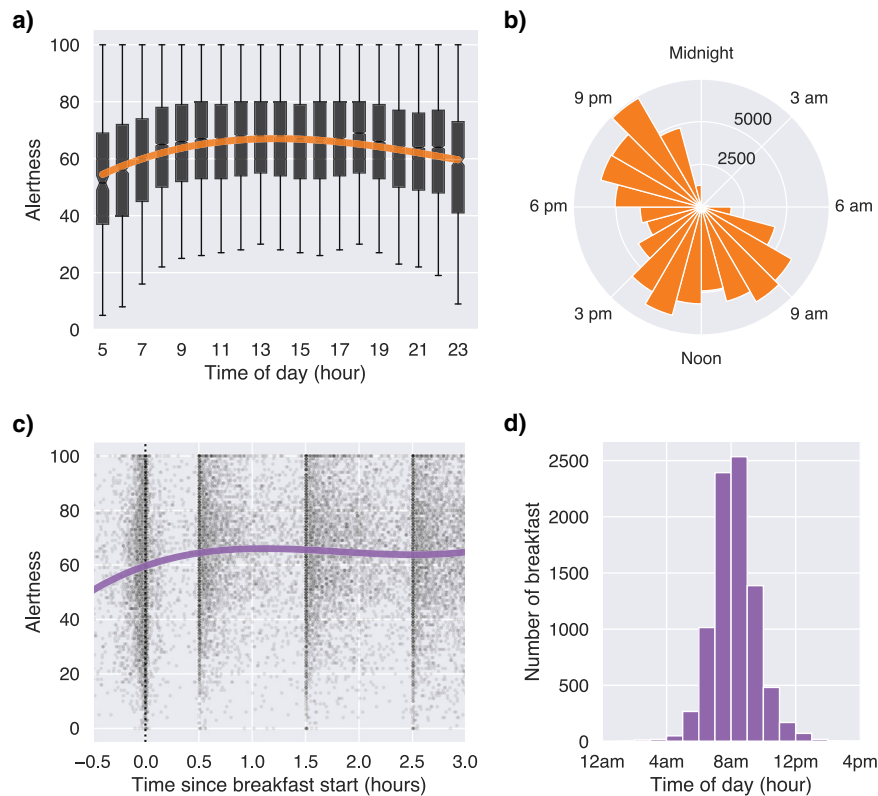 a)
100
80
60
40
20
0
Alertness
5 7 9 11 13 15 17 19 21 23
Time of day (hour)
b)
Midnight
9 pm 3 am
5000
2500
6 pm 6 am
3 pm 9 am
Noon
c)
100
80
60
40
20
0
Alertness
−0.5 0.0 0.5 1.0 1.5 2.0 2.5 3.0
Time since breakfast start (hours)
d)
2500
2000
1500
1000
500
0
Number of breakfast
12am 4am 8am 12pm 4pm
Time of day (hour)